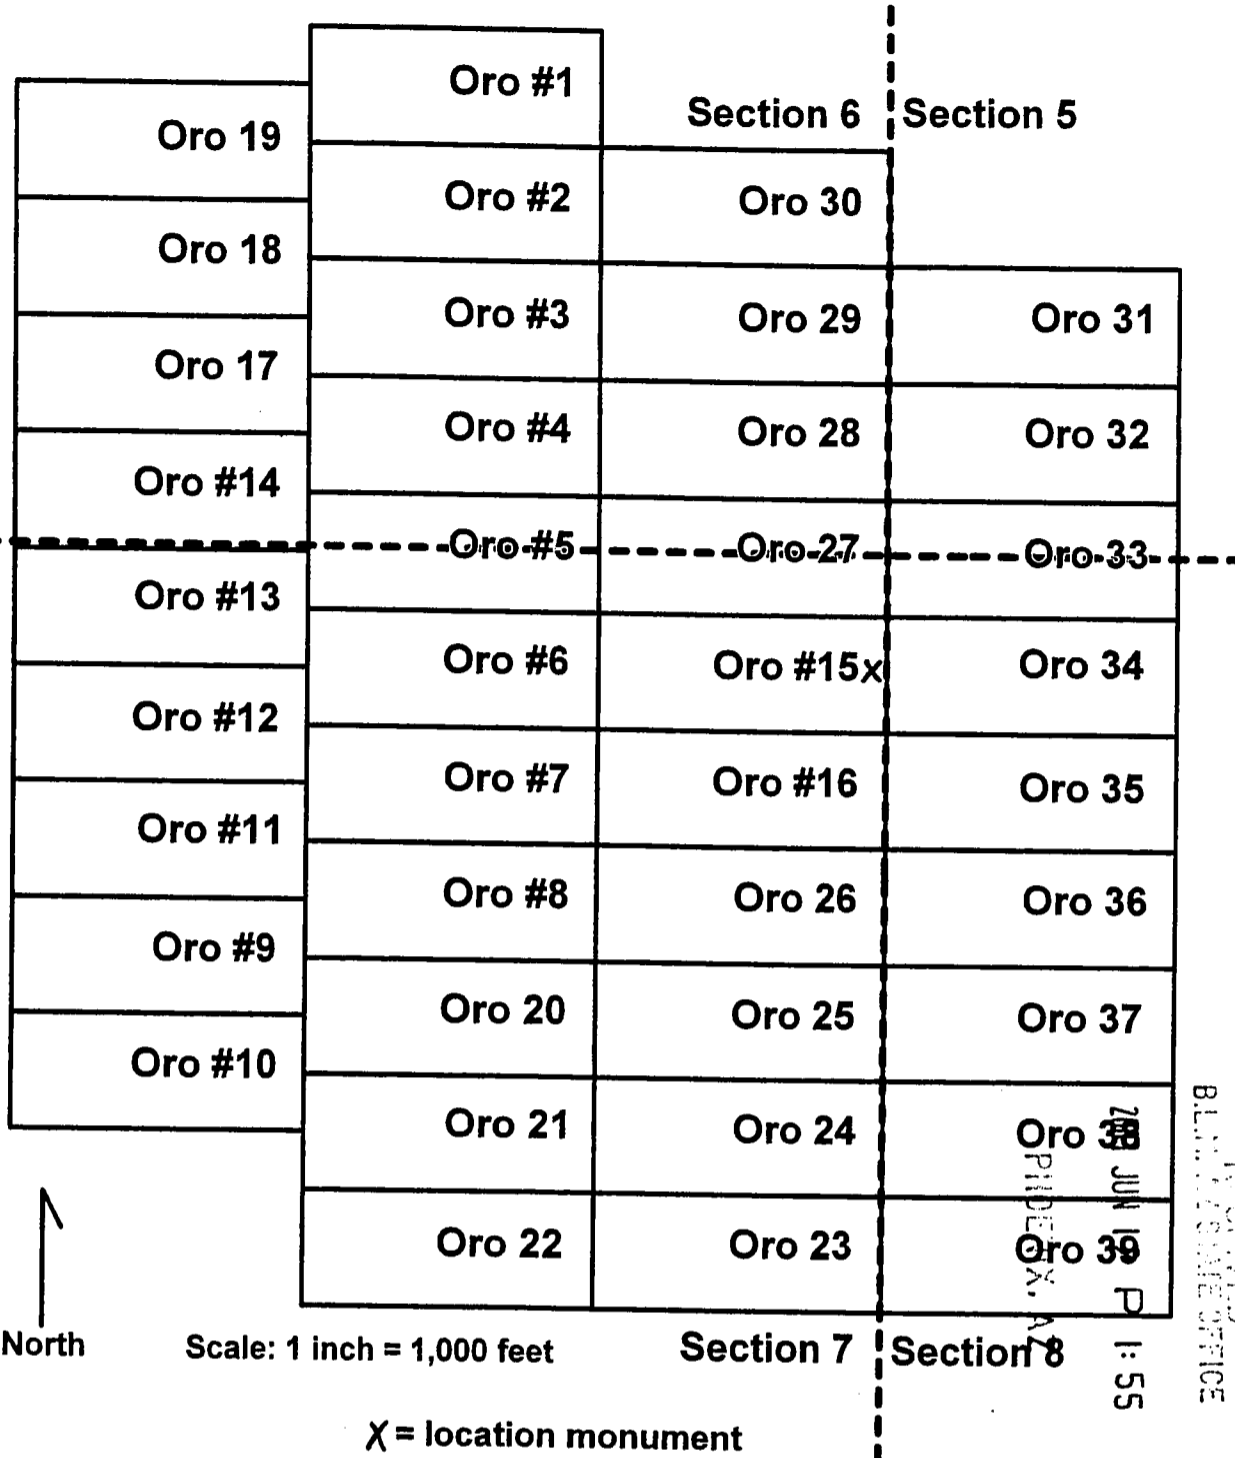 Oro #1
Section 6 Section 5
Oro 19
Oro #2 Oro 30
Oro 18
Oro #3 Oro 29 Oro 31
Oro 17
Oro #4 Oro 28 Oro 32
Oro #14
Oro #5 Oro 27 Oro 33
Oro #13
Oro #6 Oro #15x Oro 34
Oro #12
Oro #7 Oro #16 Oro 35
Oro #11
Oro #8 Oro 26 Oro 36
Oro #9
Oro 20 Oro 25 Oro 37
Oro #10
Oro 21 Oro 24 Oro 38
Oro 22 Oro 23 Oro 39
North
Scale: 1 inch = 1,000 feet
Section 7 Section 8
X = location monument
OFFICE
JUN P 1:55
PHOENIX, AZ